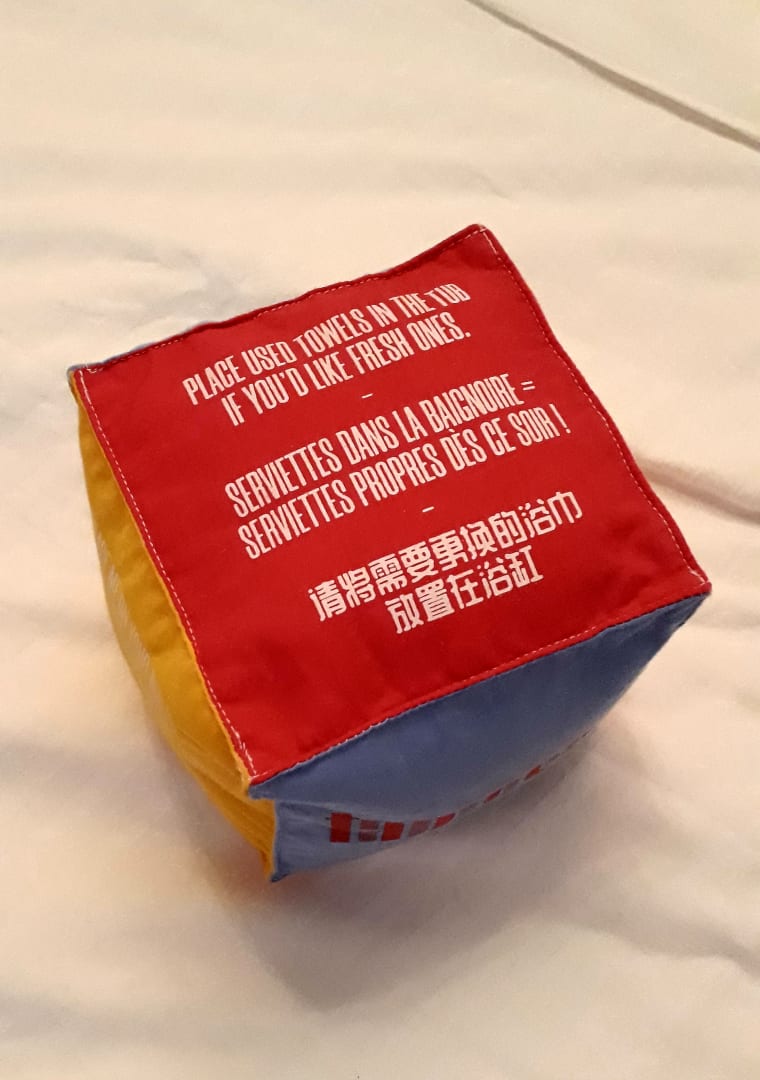 PLACE USED TOWELS IN THE TUB
IF YOU'D LIKE FRESH ONES.
–
SERVIETTES DANS LA BAIGNOIRE =
SERVIETTES PROPRES DÈS CE SOIR !
–
请将需要更换的浴巾
放置在浴缸